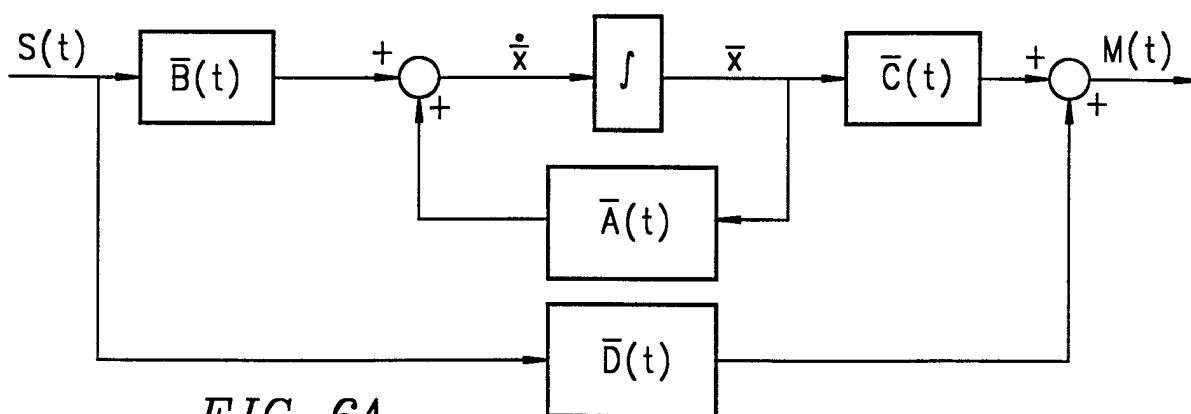 S(t)
B̅(t)
+
+
ẋ̅
∫
x̅
C̅(t)
+
+
M(t)
A̅(t)
D̅(t)
FIG. 6A